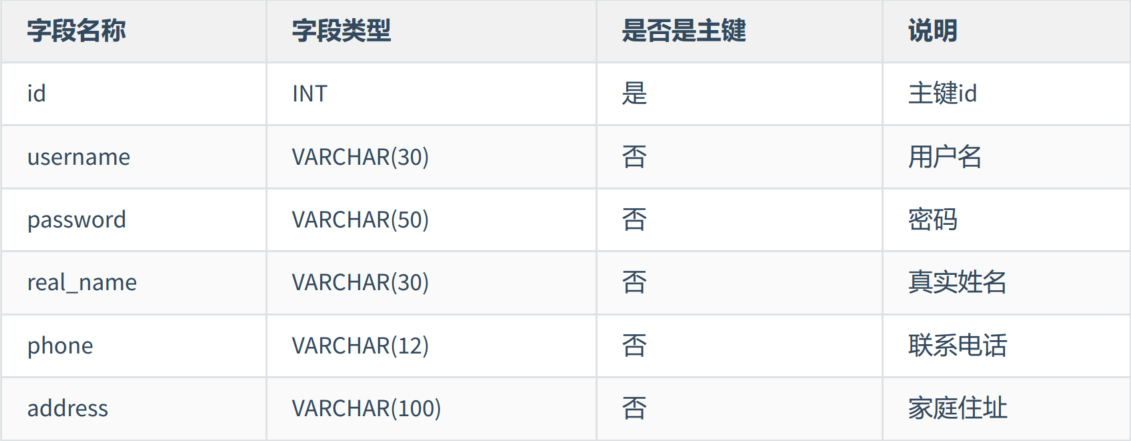 字段名称 字段类型 是否是主键 说明
id INT 是 主键id
username VARCHAR(30) 否 用户名
password VARCHAR(50) 否 密码
real_name VARCHAR(30) 否 真实姓名
phone VARCHAR(12) 否 联系电话
address VARCHAR(100) 否 家庭住址